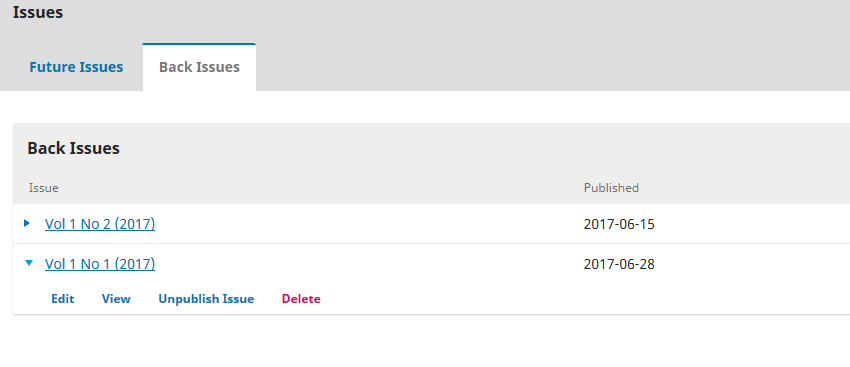 Issues
Future Issues Back Issues
Back Issues
Issue Published
Vol 1 No 2 (2017) 2017-06-15
Vol 1 No 1 (2017) 2017-06-28
Edit View Unpublish Issue Delete